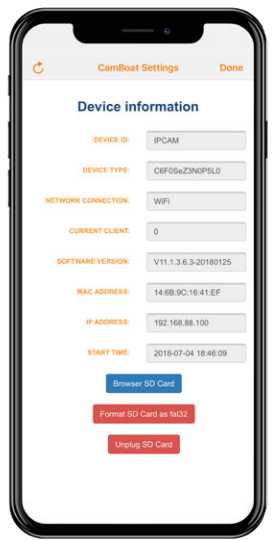 CamBoat Settings Done
Device information
DEVICE ID: IPCAM
DEVICE TYPE: C6F0SeZ3N0P5L0
NETWORK CONNECTION: WiFi
CURRENT CLIENT: 0
SOFTWARE VERSION: V11.1.3.6.3-20180125
MAC ADDRESS: 14:6B:9C:16:41:EF
IP ADDRESS: 192.168.88.100
START TIME: 2018-07-04 18:46:09
Browser SD Card
Format SD Card as fat32
Unplug SD Card